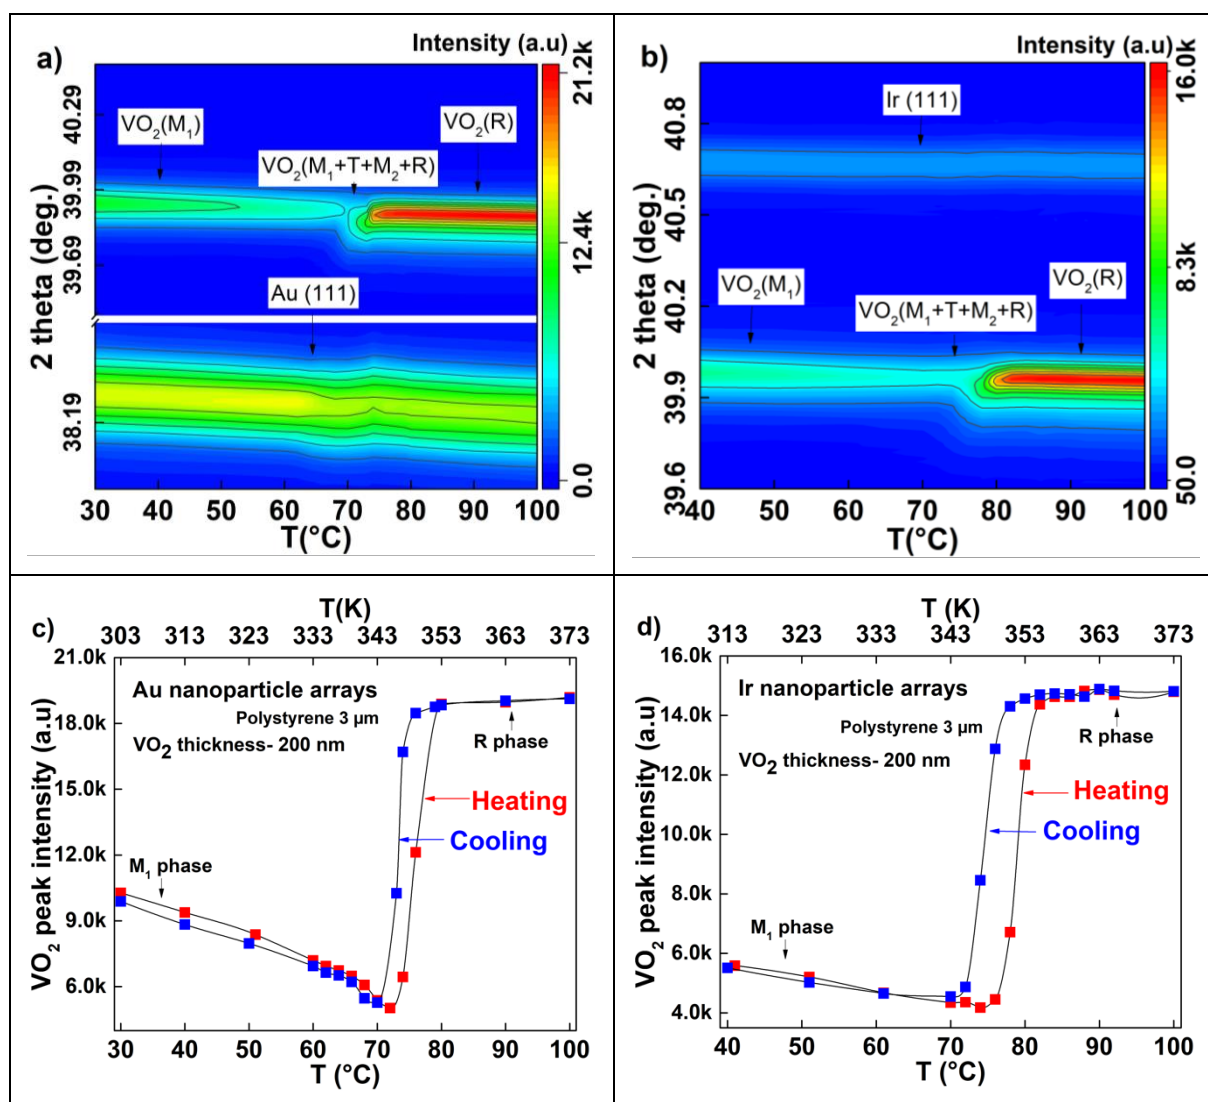 a)
Intensity (a.u)
21.2k
12.4k
0.0
2 theta (deg.)
40.29
39.99
39.69
38.19
VO₂(M₁)
VO₂(R)
VO₂(M₁+T+M₂+R)
Au (111)
30 40 50 60 70 80 90 100
T(°C)
b)
Intensity (a.u)
16.0k
8.3k
50.0
2 theta (deg.)
40.8
40.5
40.2
39.9
39.6
Ir (111)
VO₂(M₁)
VO₂(R)
VO₂(M₁+T+M₂+R)
40 50 60 70 80 90 100
T(°C)
c)
T(K)
303 313 323 333 343 353 363 373
21.0k
18.0k
15.0k
12.0k
9.0k
6.0k
VO₂ peak intensity (a.u)
Au nanoparticle arrays
Polystyrene 3 µm
VO₂ thickness- 200 nm
R phase
Heating
Cooling
M₁ phase
30 40 50 60 70 80 90 100
T (°C)
d)
T (K)
313 323 333 343 353 363 373
16.0k
14.0k
12.0k
10.0k
8.0k
6.0k
4.0k
VO₂ peak intensity (a.u)
Ir nanoparticle arrays
Polystyrene 3 µm
VO₂ thickness- 200 nm
R phase
Heating
Cooling
M₁ phase
40 50 60 70 80 90 100
T (°C)